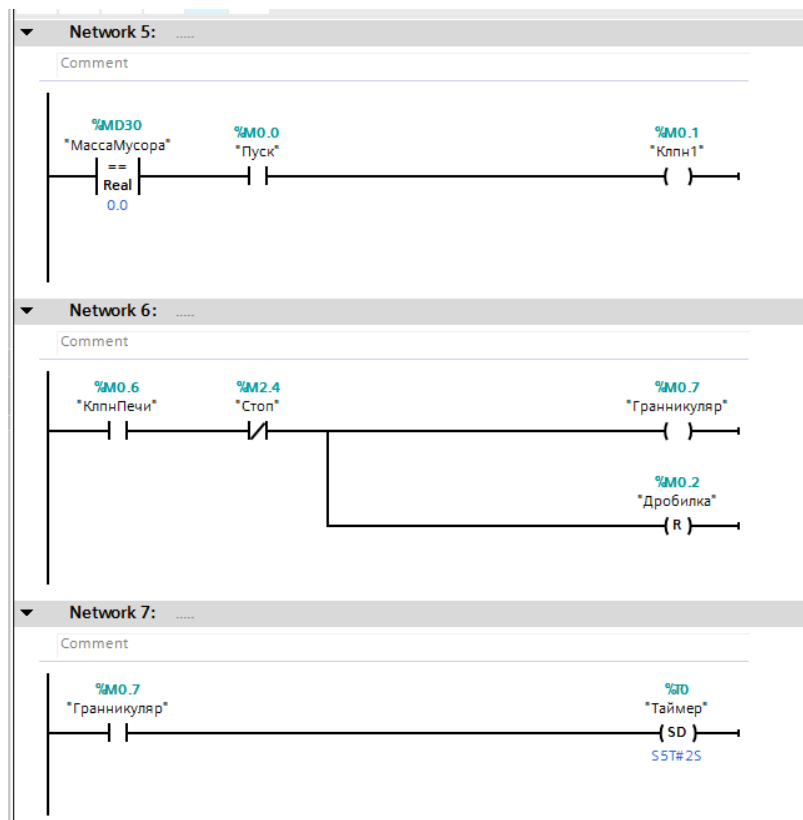 Network 5: .....
Comment
%MD30
"МассаМусора"
==
Real
0.0
%M0.0
"Пуск"
%M0.1
"Клпн1"
Network 6: .....
Comment
%M0.6
"КлпнПечи"
%M2.4
"Стоп"
%M0.7
"Гранникуляр"
%M0.2
"Дробилка"
R
Network 7: .....
Comment
%M0.7
"Гранникуляр"
%T0
"Таймер"
SD
S5T#2S